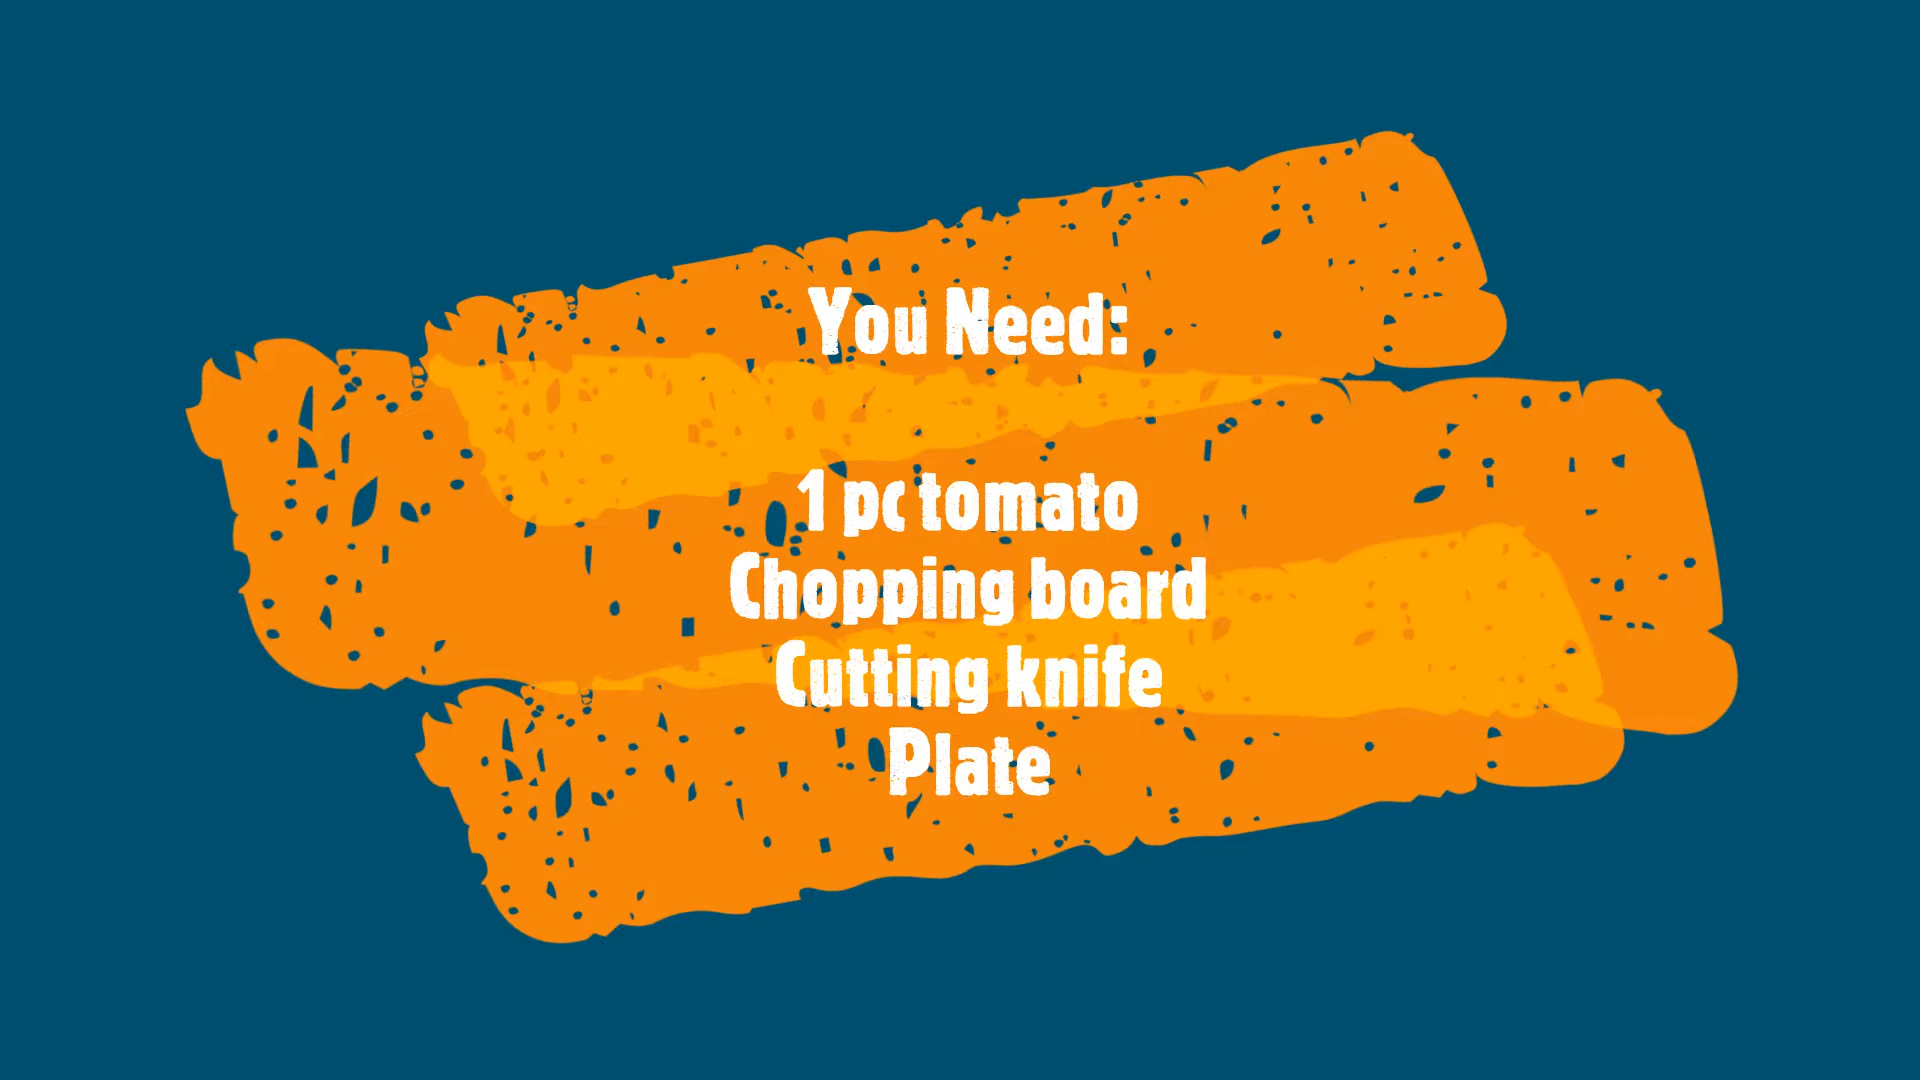 You Need:
1 pc tomato
Chopping board
Cutting knife
Plate